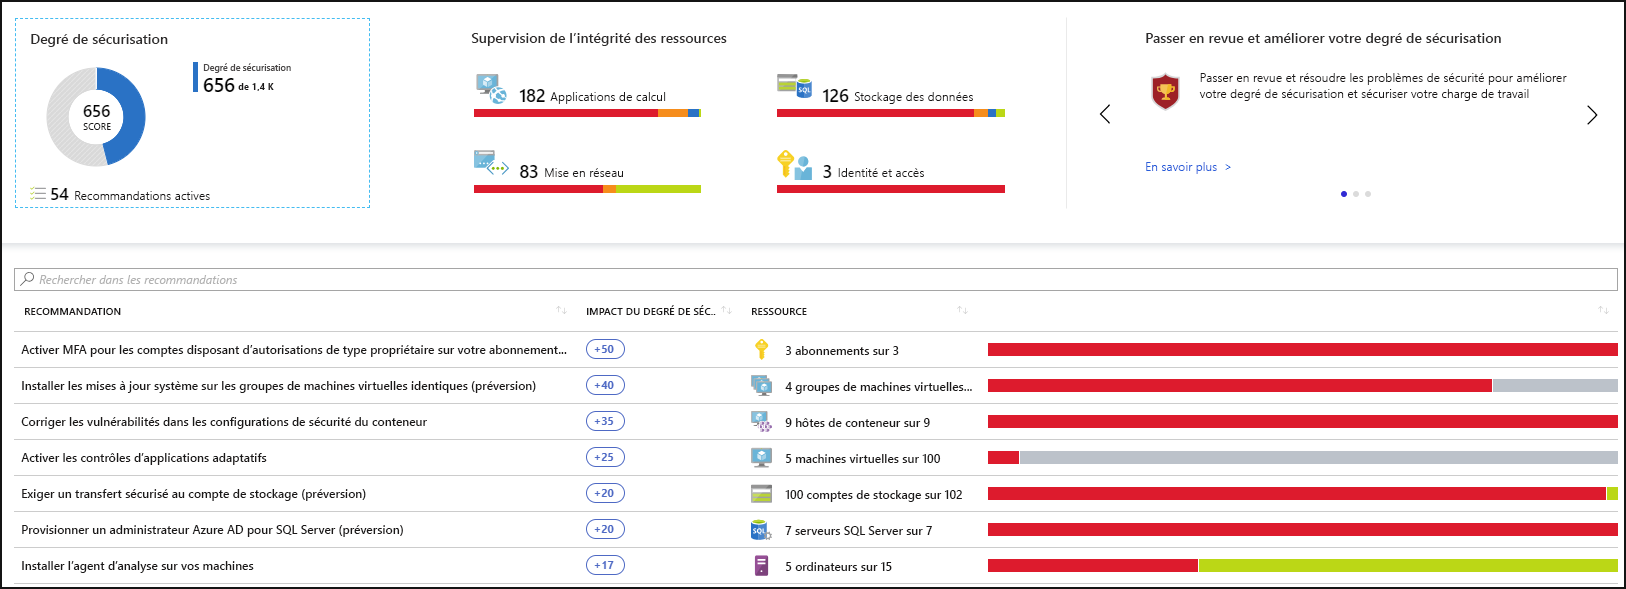 Degré de sécurisation
Degré de sécurisation
656 de 1,4 K
656
SCORE
54 Recommandations actives
Supervision de l'intégrité des ressources
182 Applications de calcul
126 Stockage des données
SQL
83 Mise en réseau
3 Identité et accès
Passer en revue et améliorer votre degré de sécurisation
Passer en revue et résoudre les problèmes de sécurité pour améliorer
votre degré de sécurisation et sécuriser votre charge de travail
En savoir plus >
Rechercher dans les recommandations
RECOMMANDATION ↑↓ IMPACT DU DEGRÉ DE SÉC.. ↑↓ RESSOURCE ↑↓ ↑↓
Activer MFA pour les comptes disposant d'autorisations de type propriétaire sur votre abonnement... +50 3 abonnements sur 3
Installer les mises à jour système sur les groupes de machines virtuelles identiques (préversion) +40 4 groupes de machines virtuelles...
Corriger les vulnérabilités dans les configurations de sécurité du conteneur +35 9 hôtes de conteneur sur 9
Activer les contrôles d'applications adaptatifs +25 5 machines virtuelles sur 100
Exiger un transfert sécurisé au compte de stockage (préversion) +20 100 comptes de stockage sur 102
Provisionner un administrateur Azure AD pour SQL Server (préversion) +20 SQL 7 serveurs SQL Server sur 7
Installer l'agent d'analyse sur vos machines +17 5 ordinateurs sur 15